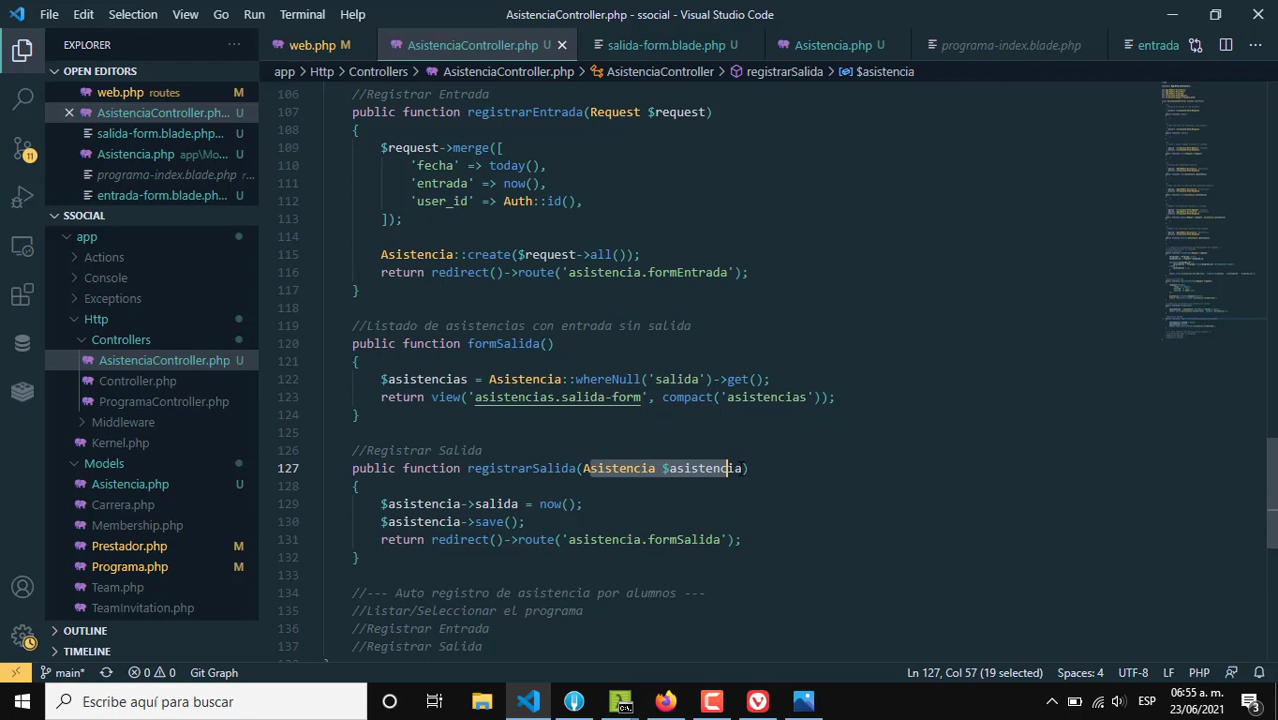 File Edit Selection View Go Run Terminal Help
AsistenciaController.php - ssocial - Visual Studio Code
EXPLORER
web.php M
AsistenciaController.php U
salida-form.blade.php U
Asistencia.php U
programa-index.blade.php
entrada
app > Http > Controllers > AsistenciaController.php > AsistenciaController > registrarSalida > $asistencia
OPEN EDITORS
web.php routes M
AsistenciaController.ph... U
salida-form.blade.php... U
Asistencia.php app\Mo... U
programa-index.blade.php r...
entrada-form.blade.ph... U
SSOCIAL
app
Actions
Console
Exceptions
Http
Controllers
AsistenciaController.php U
Controller.php
ProgramaController.php
Middleware
Kernel.php
Models
Asistencia.php U
Carrera.php
Membership.php
Prestador.php M
Programa.php M
Team.php
TeamInvitation.php
OUTLINE
TIMELINE
11
106 //Registrar Entrada
107 public function registrarEntrada(Request $request)
108 {
109 $request->merge([
110 'fecha' => today(),
111 'entrada' => now(),
112 'user_id' => Auth::id(),
113 ]);
114
115 Asistencia::create($request->all());
116 return redirect()->route('asistencia.formEntrada');
117 }
118
119 //Listado de asistencias con entrada sin salida
120 public function formSalida()
121 {
122 $asistencias = Asistencia::whereNull('salida')->get();
123 return view('asistencias.salida-form', compact('asistencias'));
124 }
125
126 //Registrar Salida
127 public function registrarSalida(Asistencia $asistencia)
128 {
129 $asistencia->salida = now();
130 $asistencia->save();
131 return redirect()->route('asistencia.formSalida');
132 }
133
134 //--- Auto registro de asistencia por alumnos ---
135 //Listar/Seleccionar el programa
136 //Registrar Entrada
137 //Registrar Salida
main* 0 0 Git Graph
Ln 127, Col 57 (19 selected) Spaces: 4 UTF-8 LF PHP
Escribe aquí para buscar
ESP
06:55 a. m.
23/06/2021
3